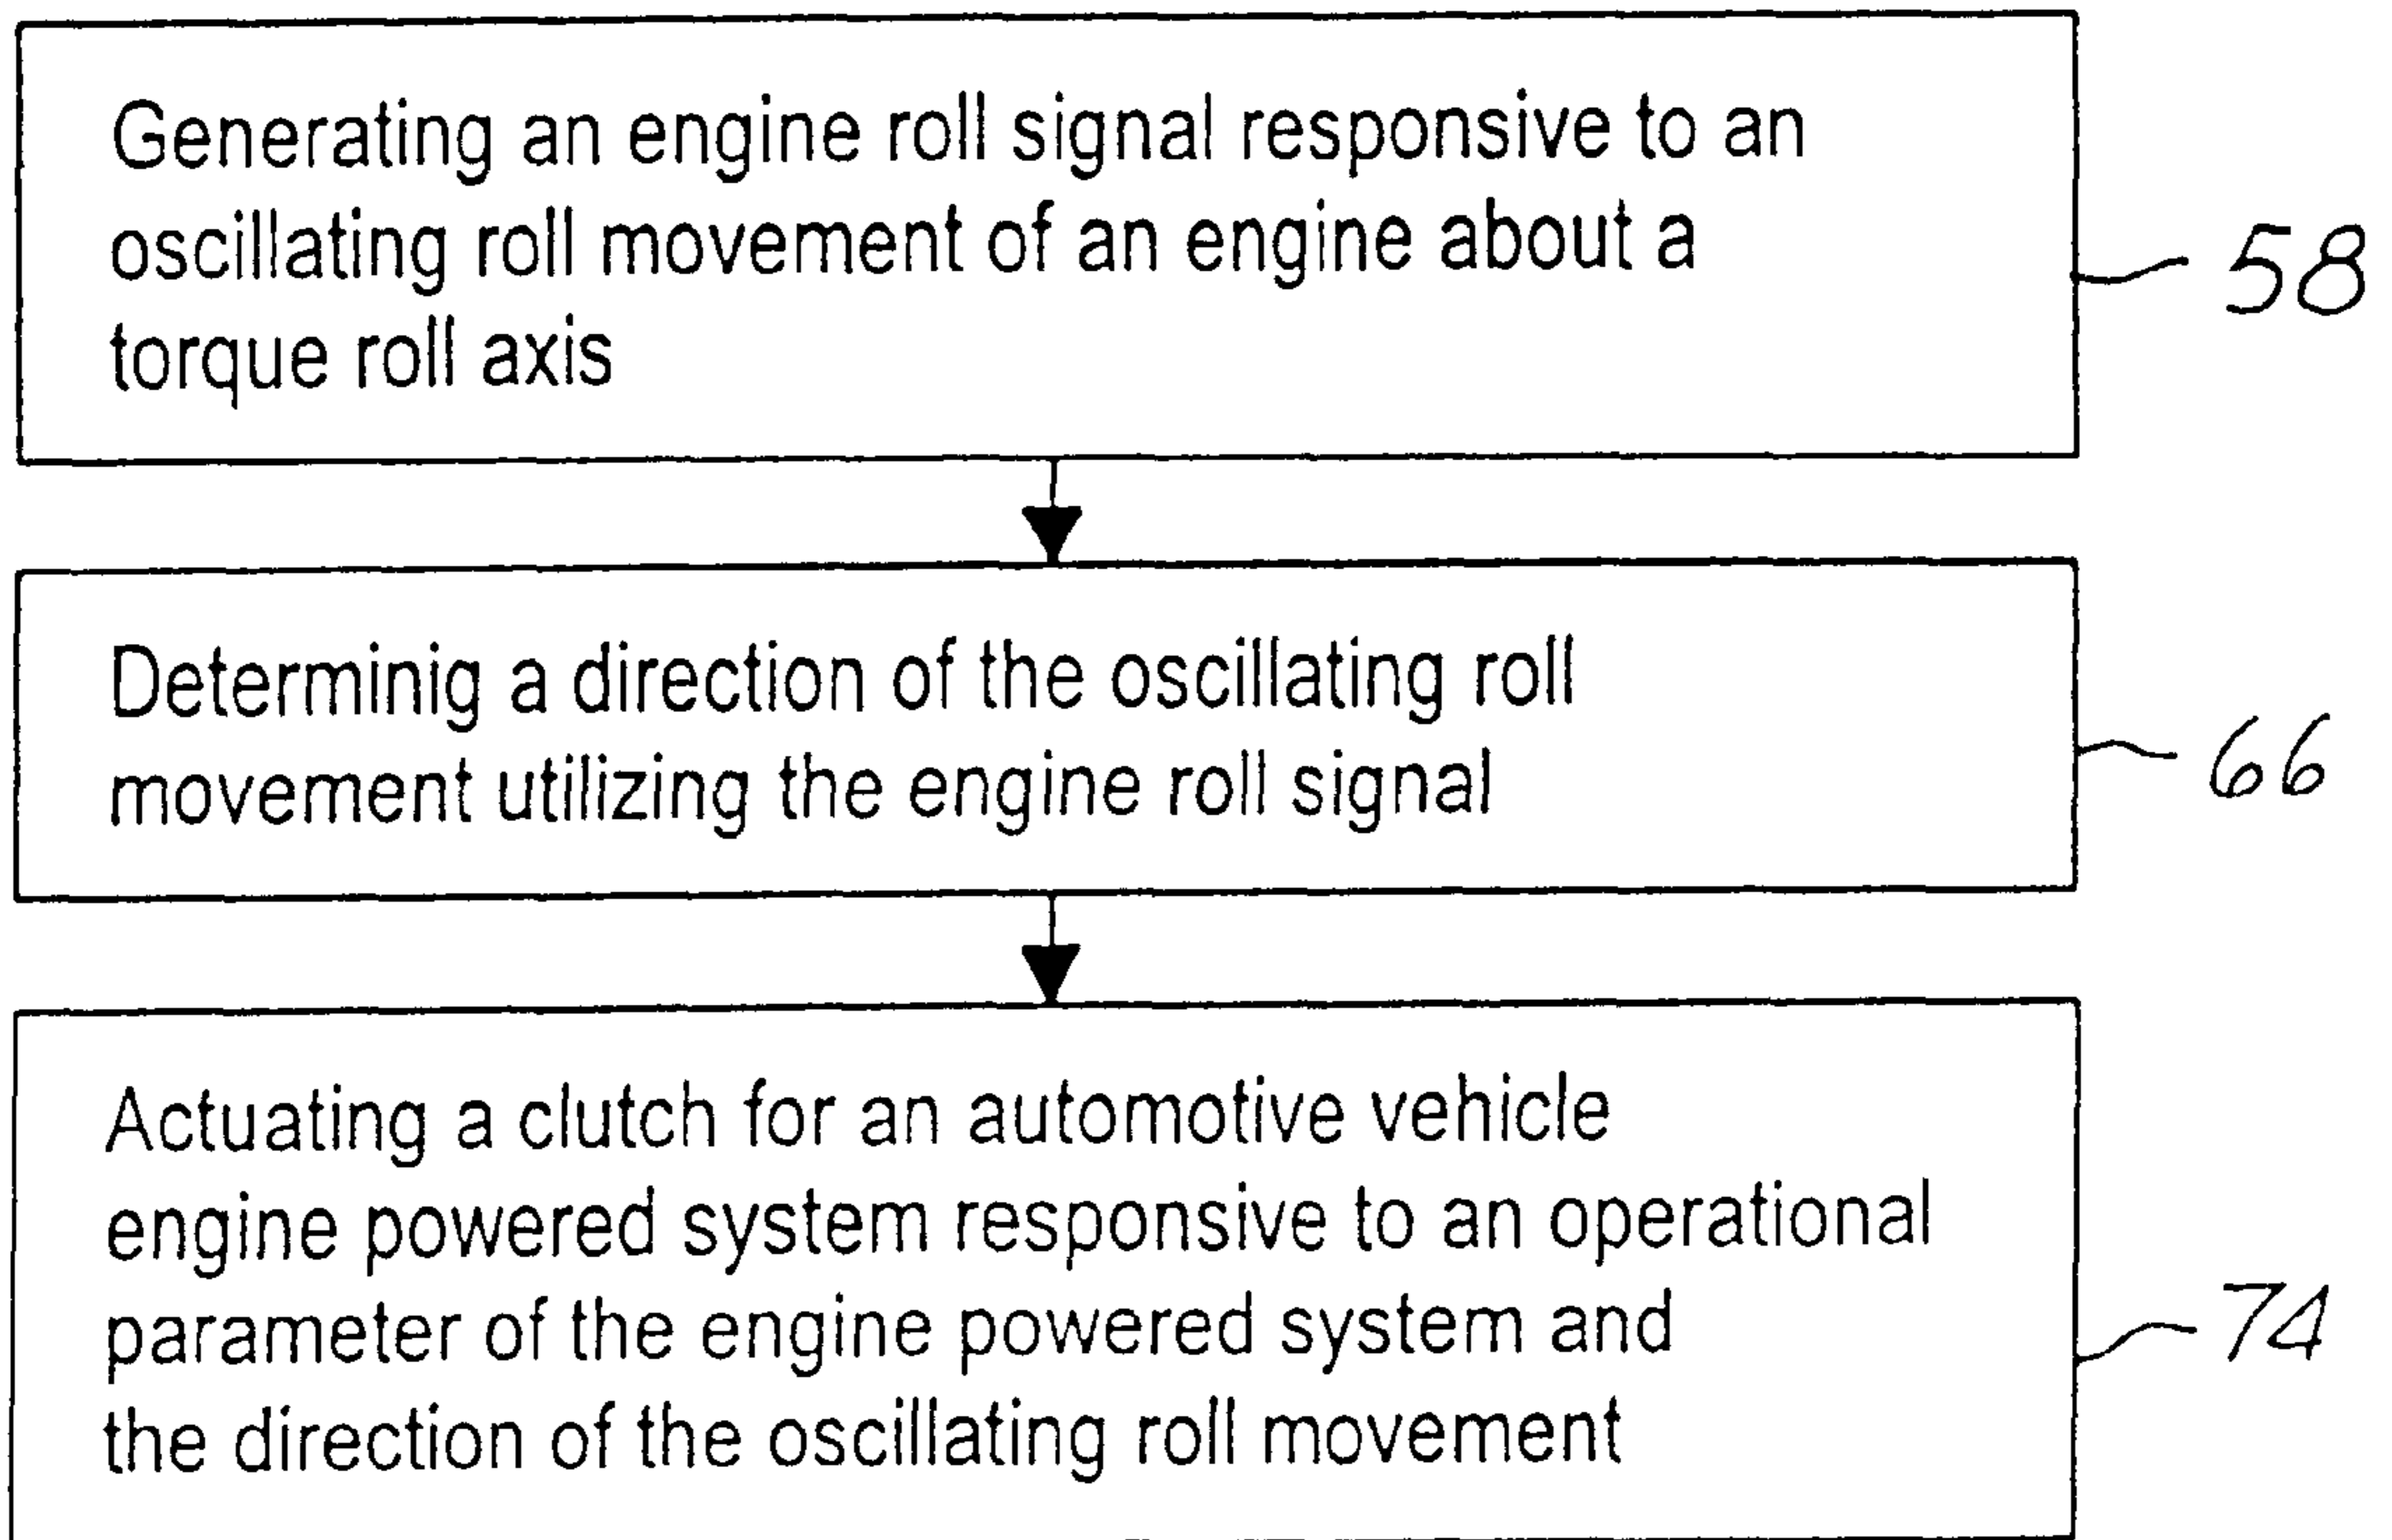 Generating an engine roll signal responsive to an
oscillating roll movement of an engine about a
torque roll axis
58
Determinig a direction of the oscillating roll
movement utilizing the engine roll signal
66
Actuating a clutch for an automotive vehicle
engine powered system responsive to an operational
parameter of the engine powered system and
the direction of the oscillating roll movement
74